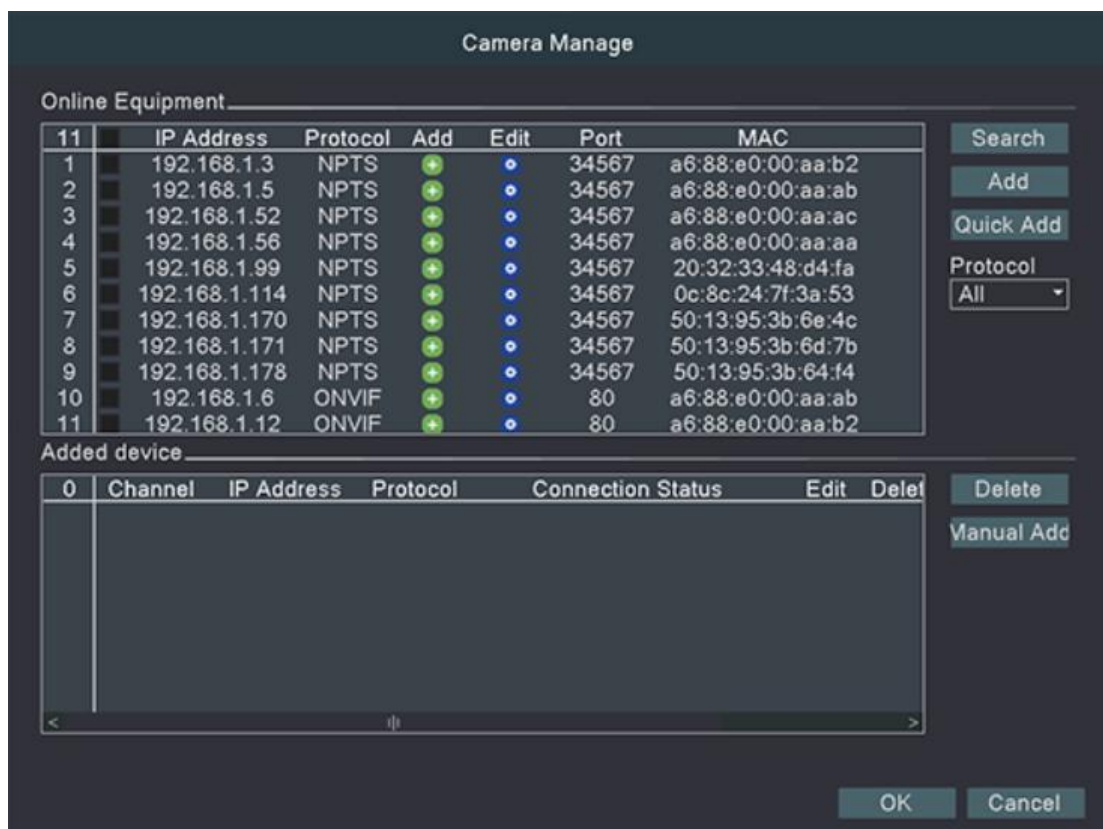 Camera Manage
Online Equipment
11 IP Address Protocol Add Edit Port MAC Search
1 192.168.1.3 NPTS 34567 a6:88:e0:00:aa:b2
2 192.168.1.5 NPTS 34567 a6:88:e0:00:aa:ab Add
3 192.168.1.52 NPTS 34567 a6:88:e0:00:aa:ac
4 192.168.1.56 NPTS 34567 a6:88:e0:00:aa:aa Quick Add
5 192.168.1.99 NPTS 34567 20:32:33:48:d4:fa Protocol
6 192.168.1.114 NPTS 34567 0c:8c:24:7f:3a:53 All
7 192.168.1.170 NPTS 34567 50:13:95:3b:6e:4c
8 192.168.1.171 NPTS 34567 50:13:95:3b:6d:7b
9 192.168.1.178 NPTS 34567 50:13:95:3b:64:f4
10 192.168.1.6 ONVIF 80 a6:88:e0:00:aa:ab
11 192.168.1.12 ONVIF 80 a6:88:e0:00:aa:b2
Added device
0 Channel IP Address Protocol Connection Status Edit Delet Delete
Manual Add
OK Cancel